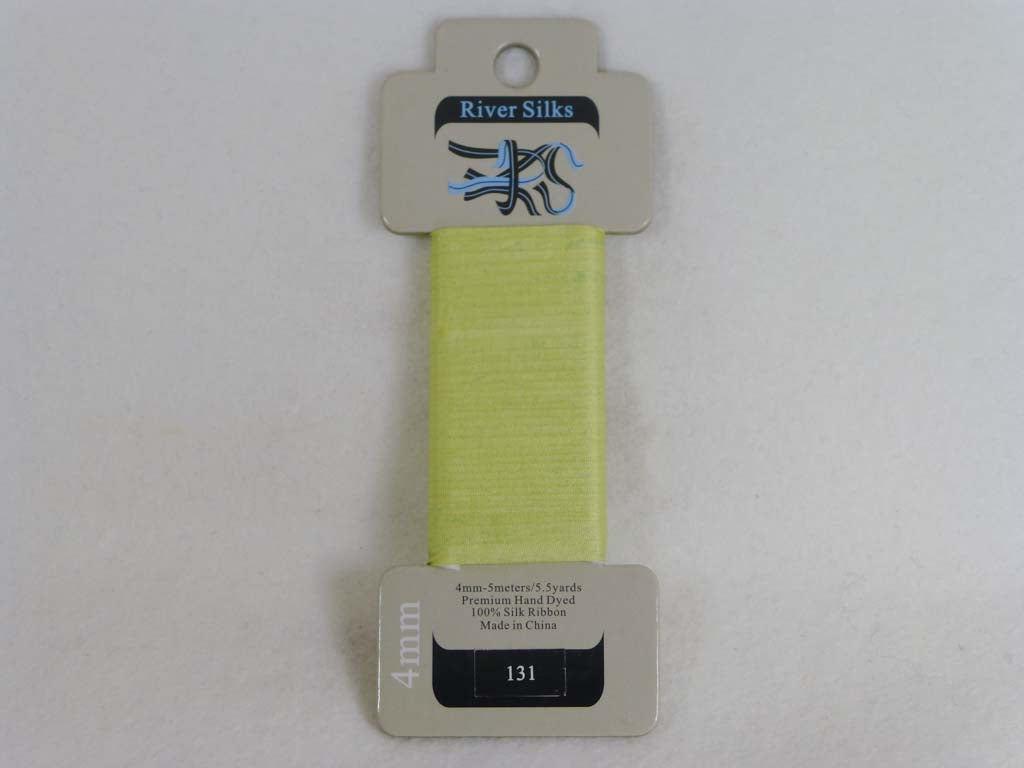 River Silks
4mm-5meters/5.5yards
Premium Hand Dyed
100% Silk Ribbon
Made in China
4mm
131